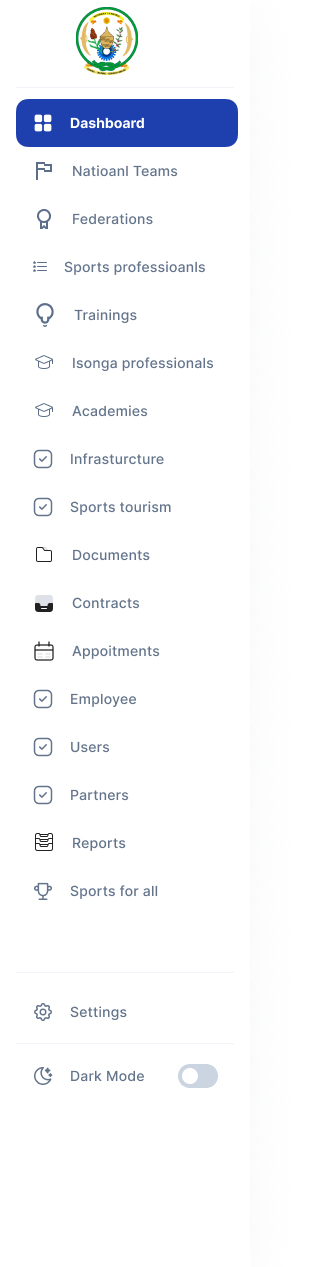 Dashboard
Natioanl Teams
Federations
Sports professioanls
Trainings
Isonga professionals
Academies
Infrasturcture
Sports tourism
Documents
Contracts
Appoitments
Employee
Users
Partners
Reports
Sports for all
Settings
Dark Mode